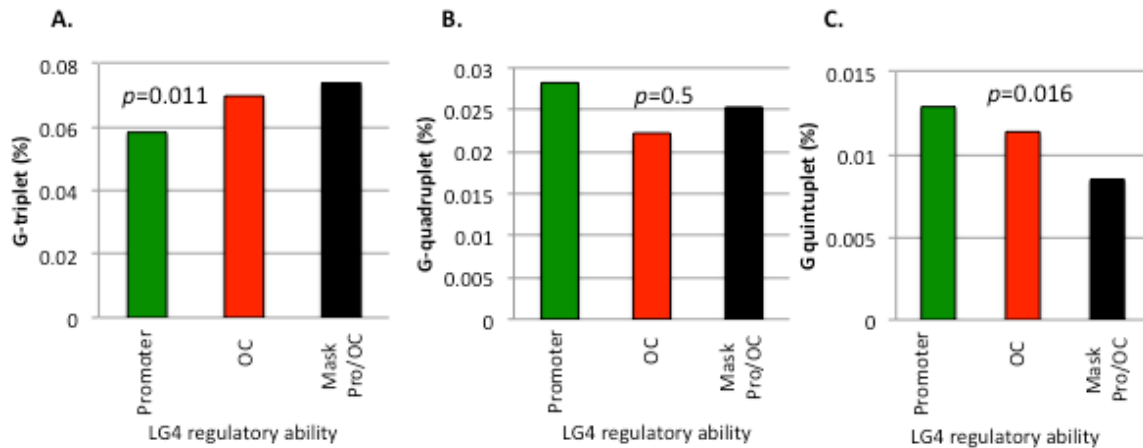 A.
G-triplet (%)
0.08
0.06
0.04
0.02
0
p=0.011
Promoter
OC
Mask
Pro/OC
LG4 regulatory ability
B.
G-quadruplet (%)
0.03
0.025
0.02
0.015
0.01
0.005
0
p=0.5
Promoter
OC
Mask
Pro/OC
LG4 regulatory ability
C.
G quintuplet (%)
0.015
0.01
0.005
0
p=0.016
Promoter
OC
Mask
Pro/OC
LG4 regulatory ability